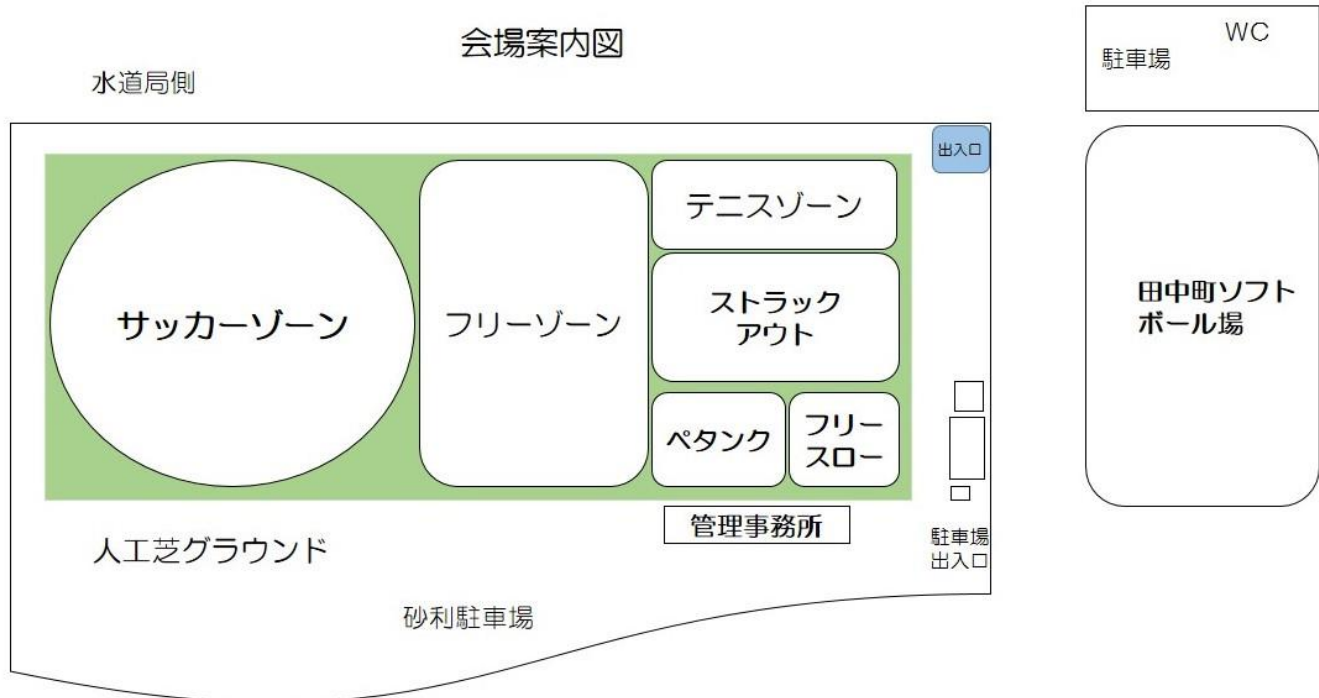 会場案内図
WC
駐車場
水道局側
出入口
テニスゾーン
サッカーゾーン
フリーゾーン
ストラック
アウト
田中町ソフト
ボール場
ペタンク
フリー
スロー
管理事務所
人工芝グラウンド
駐車場
出入口
砂利駐車場